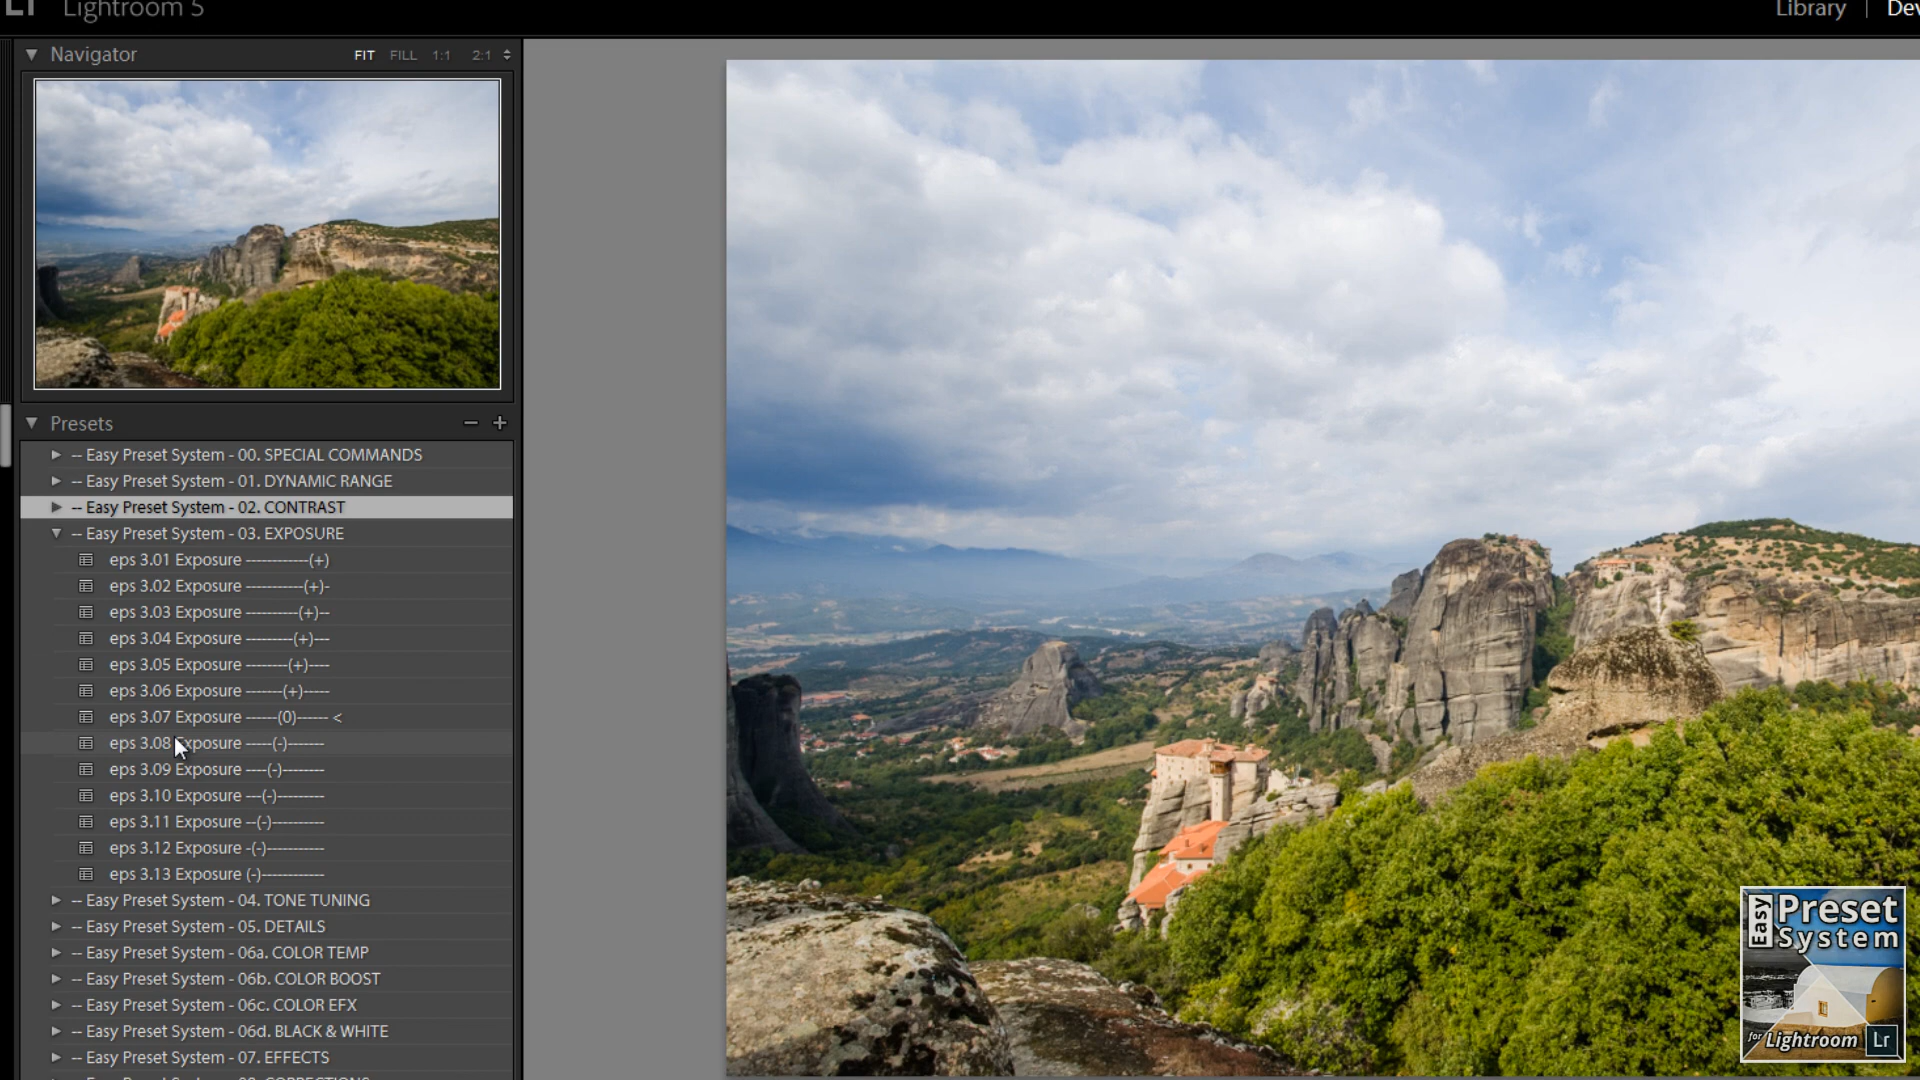 Lr Lightroom 5
Library | Dev
Navigator FIT FILL 1:1 2:1
Presets
-- Easy Preset System - 00. SPECIAL COMMANDS
-- Easy Preset System - 01. DYNAMIC RANGE
-- Easy Preset System - 02. CONTRAST
-- Easy Preset System - 03. EXPOSURE
eps 3.01 Exposure ------------(+)
eps 3.02 Exposure -----------(+)-
eps 3.03 Exposure ----------(+)--
eps 3.04 Exposure ---------(+)---
eps 3.05 Exposure --------(+)----
eps 3.06 Exposure -------(+)-----
eps 3.07 Exposure ------(0)------ <
eps 3.08 Exposure -----(-)-------
eps 3.09 Exposure ----(-)--------
eps 3.10 Exposure ---(-)---------
eps 3.11 Exposure --(-)----------
eps 3.12 Exposure -(-)-----------
eps 3.13 Exposure (-)------------
-- Easy Preset System - 04. TONE TUNING
-- Easy Preset System - 05. DETAILS
-- Easy Preset System - 06a. COLOR TEMP
-- Easy Preset System - 06b. COLOR BOOST
-- Easy Preset System - 06c. COLOR EFX
-- Easy Preset System - 06d. BLACK & WHITE
-- Easy Preset System - 07. EFFECTS
Easy Preset
System
for Lightroom Lr